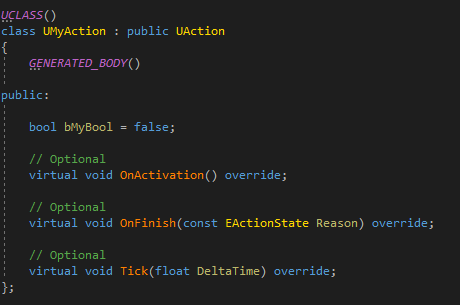 UCLASS()
class UMyAction : public UAction
{
GENERATED_BODY()
public:
bool bMyBool = false;
// Optional
virtual void OnActivation() override;
// Optional
virtual void OnFinish(const EActionState Reason) override;
// Optional
virtual void Tick(float DeltaTime) override;
};